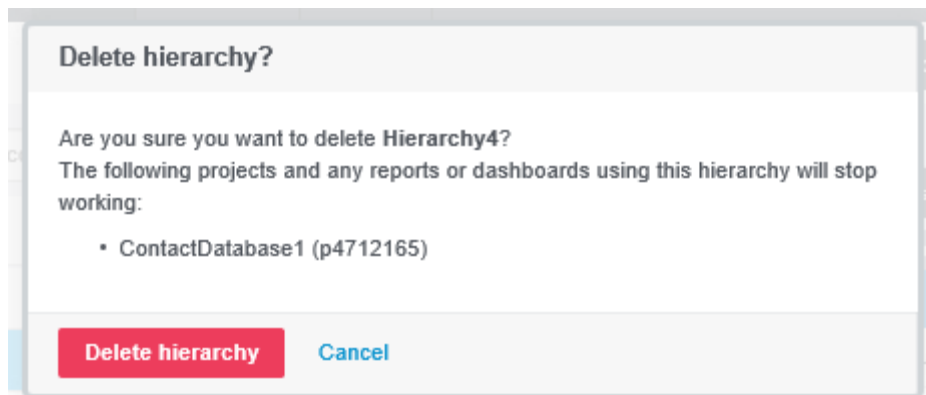 Delete hierarchy?
Are you sure you want to delete Hierarchy4?
The following projects and any reports or dashboards using this hierarchy will stop
working:
• ContactDatabase1 (p4712165)
Delete hierarchy Cancel